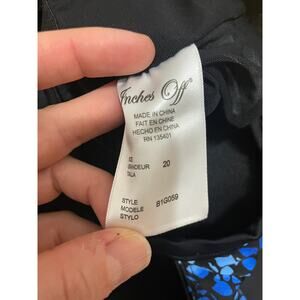 Inches Off
MADE IN CHINA
FAIT EN CHINE
HECHO EN CHINA
RN 135401
20
STYLE
MODELE B1G059
STYLO